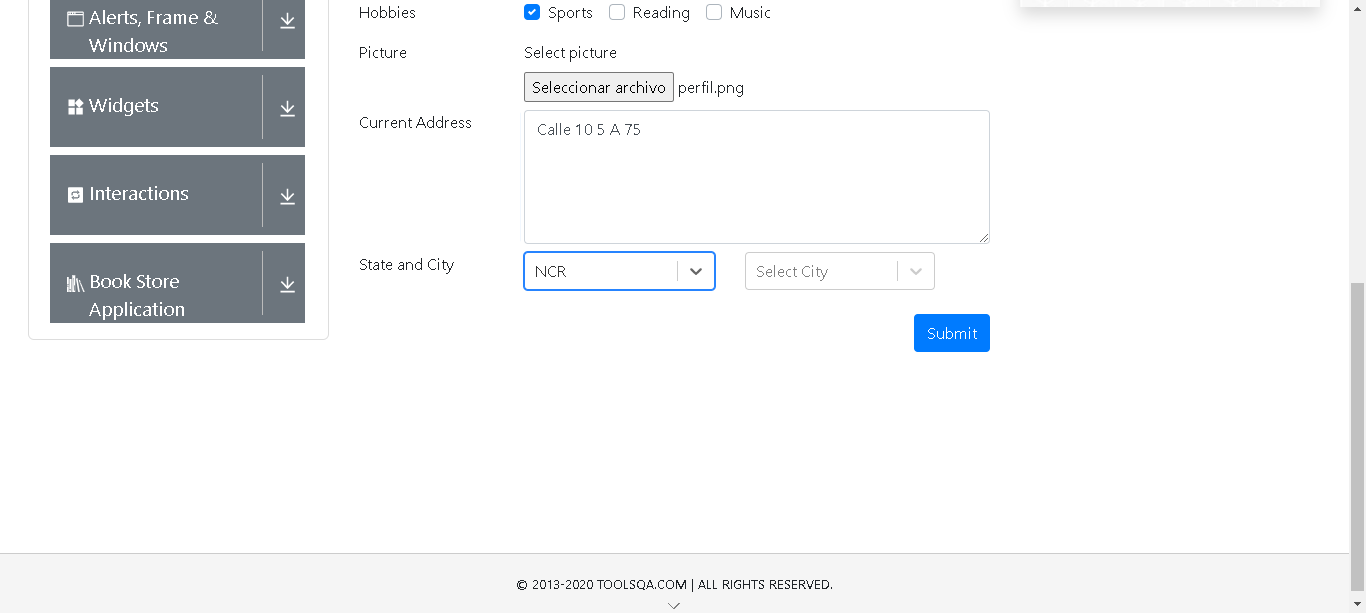 Alerts, Frame &
Windows
Widgets
Interactions
Book Store
Application
Hobbies
Sports Reading Music
Picture
Select picture
Seleccionar archivo perfil.png
Current Address
Calle 10 5 A 75
State and City
NCR
Select City
Submit
© 2013-2020 TOOLSQA.COM | ALL RIGHTS RESERVED.